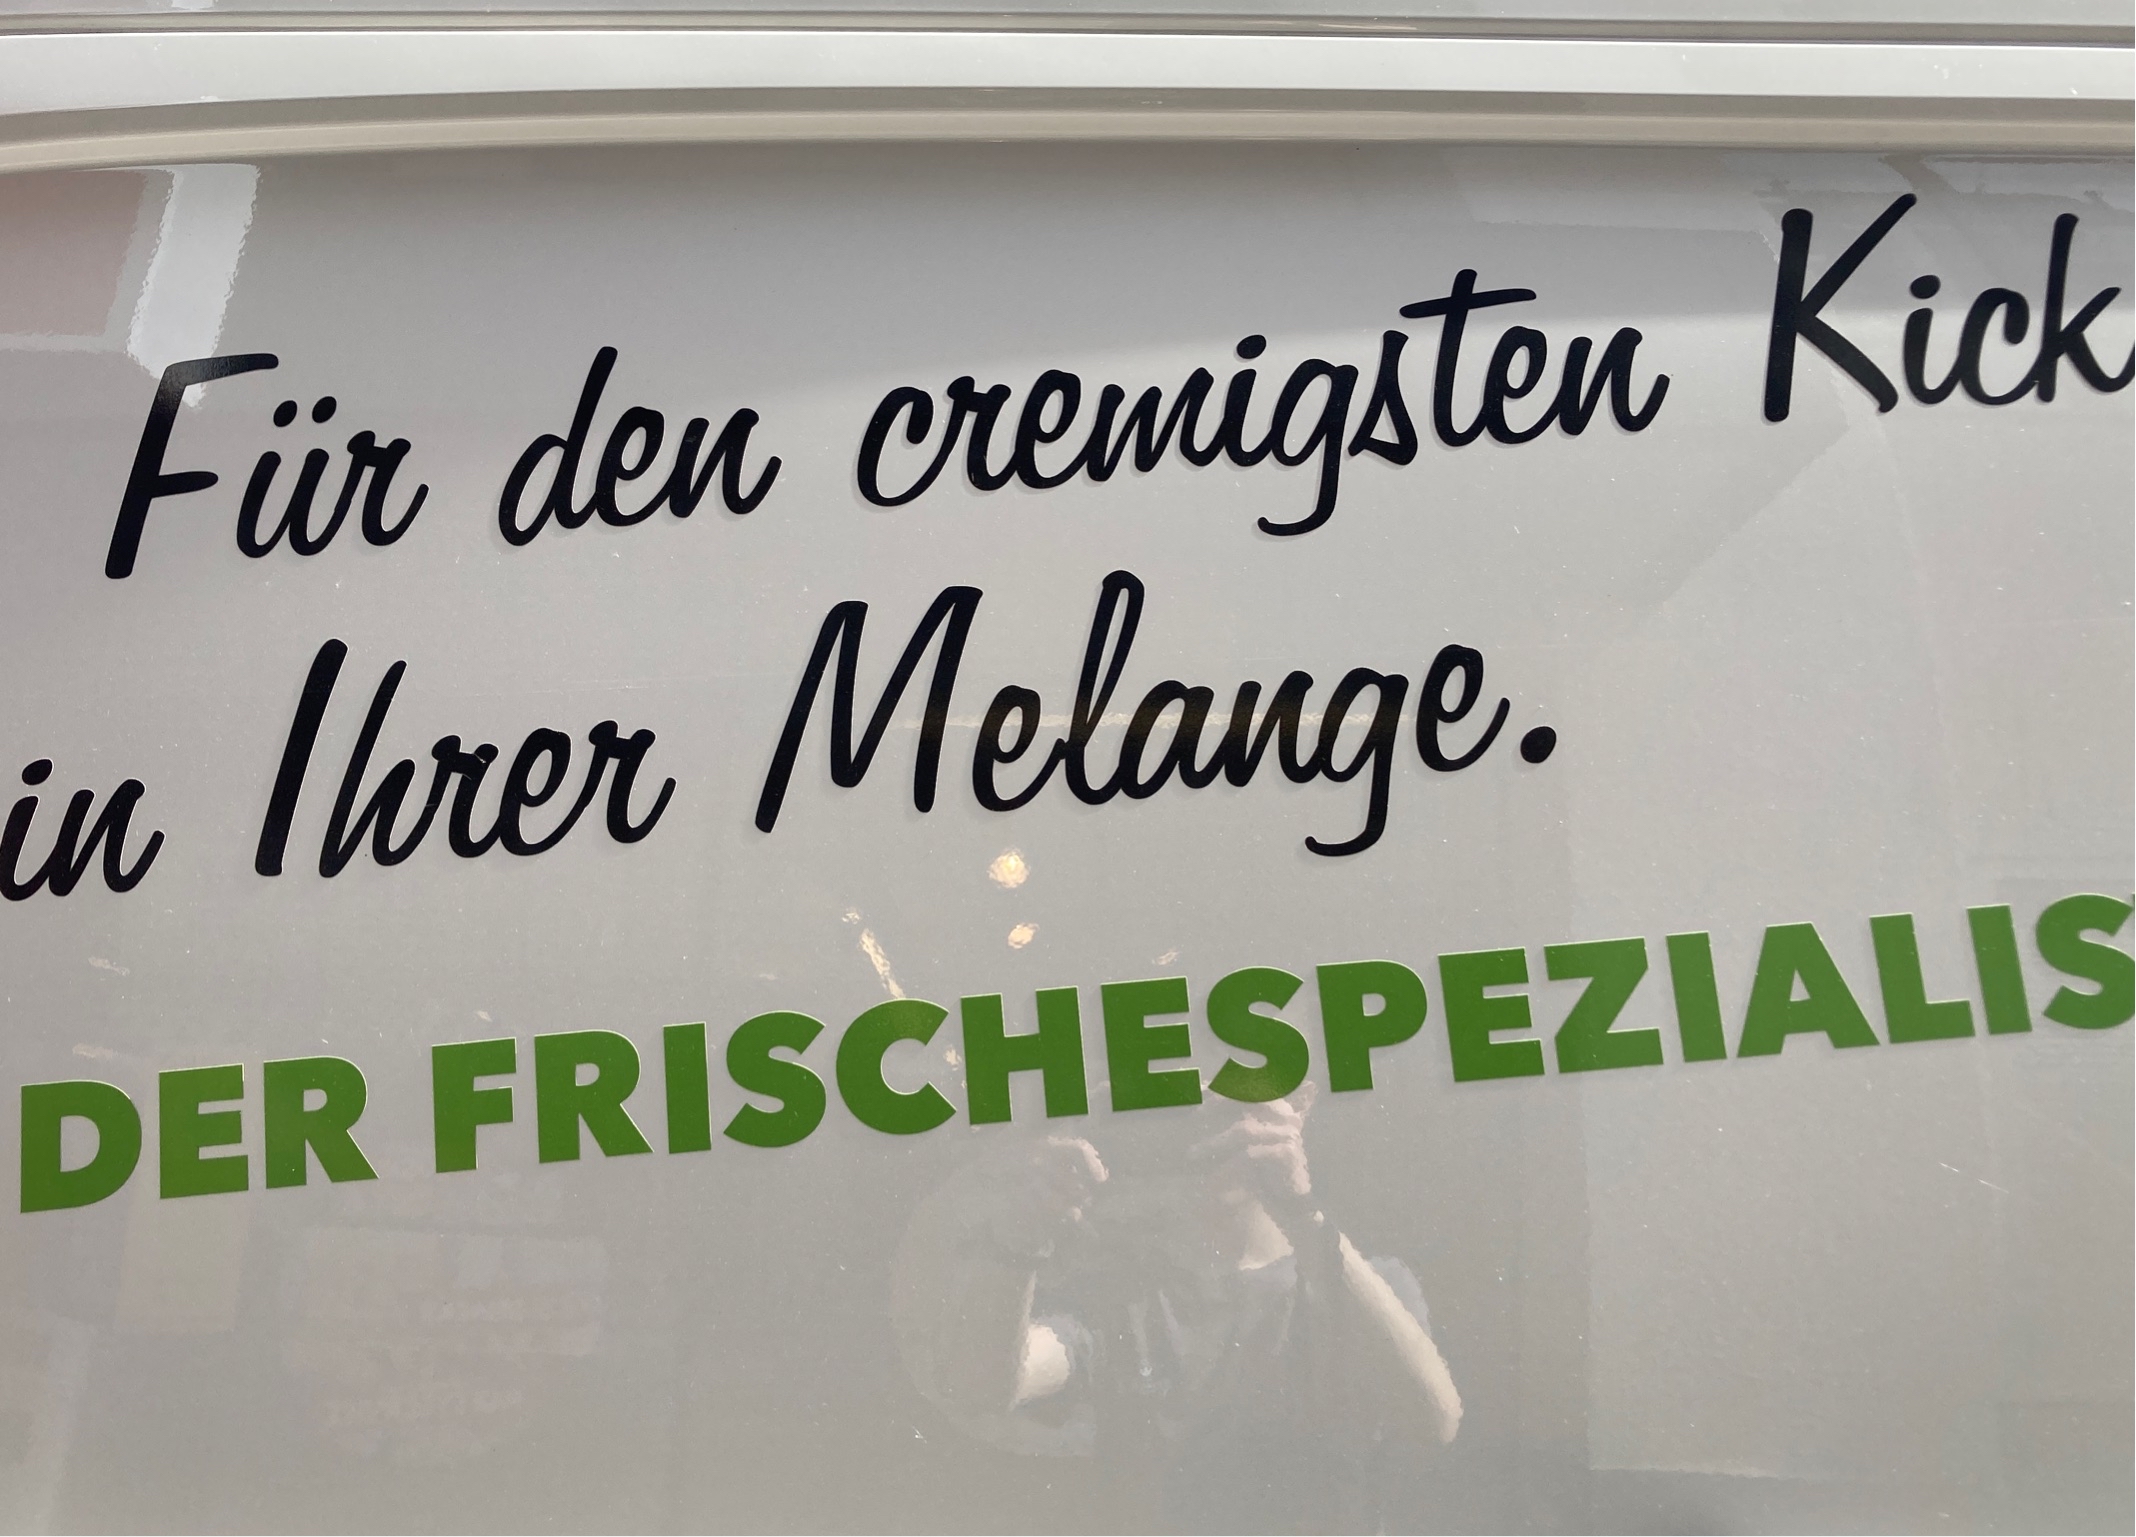 Für den cremigsten Kick
in Ihrer Melange.
DER FRISCHESPEZIALIS